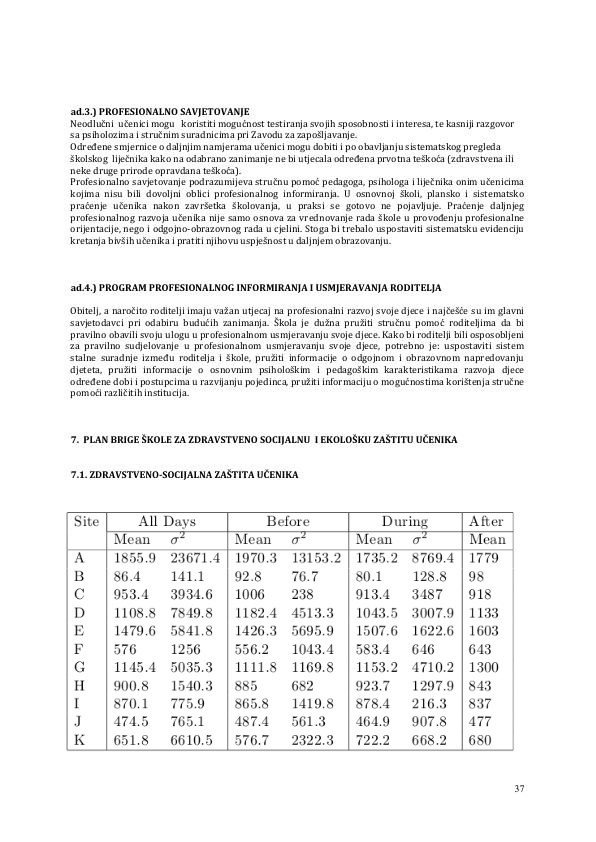 ad.3.) PROFESIONALNO SAVJETOVANJE
Neodlučni učenici mogu koristiti mogućnost testiranja svojih sposobnosti i interesa, te kasniji razgovor
sa psiholozima i stručnim suradnicima pri Zavodu za zapošljavanje.
Određene smjernice o daljnjim namjerama učenici mogu dobiti i po obavljanju sistematskog pregleda
školskog liječnika kako na odabrano zanimanje ne bi utjecala određena prvotna teškoća (zdravstvena ili
neke druge prirode opravdana teškoća).
Profesionalno savjetovanje podrazumijeva stručnu pomoć pedagoga, psihologa i liječnika onim učenicima
kojima nisu bili dovoljni oblici profesionalnog informiranja. U osnovnoj školi, plansko i sistematsko
praćenje učenika nakon završetka školovanja, u praksi se gotovo ne pojavljuje. Praćenje daljnjeg
profesionalnog razvoja učenika nije samo osnova za vrednovanje rada škole u provođenju profesionalne
orijentacije, nego i odgojno-obrazovnog rada u cjelini. Stoga bi trebalo uspostaviti sistematsku evidenciju
kretanja bivših učenika i pratiti njihovu uspješnost u daljnjem obrazovanju.
ad.4.) PROGRAM PROFESIONALNOG INFORMIRANJA I USMJERAVANJA RODITELJA
Obitelj, a naročito roditelji imaju važan utjecaj na profesionalni razvoj svoje djece i najčešće su im glavni
savjetodavci pri odabiru budućih zanimanja. Škola je dužna pružiti stručnu pomoć roditeljima da bi
pravilno obavili svoju ulogu u profesionalnom usmjeravanju svoje djece. Kako bi roditelji bili osposobljeni
za pravilno sudjelovanje u profesionalnom usmjeravanju svoje djece, potrebno je: uspostaviti sistem
stalne suradnje između roditelja i škole, pružiti informacije o odgojnom i obrazovnom napredovanju
djeteta, pružiti informacije o osnovnim psihološkim i pedagoškim karakteristikama razvoja djece
određene dobi i postupcima u razvijanju pojedinca, pružiti informaciju o mogućnostima korištenja stručne
pomoći različitih institucija.
7. PLAN BRIGE ŠKOLE ZA ZDRAVSTVENO SOCIJALNU I EKOLOŠKU ZAŠTITU UČENIKA
7.1. ZDRAVSTVENO-SOCIJALNA ZAŠTITA UČENIKA
Site All Days Before During After
Mean σ² Mean σ² Mean σ² Mean
A 1855.9 23671.4 1970.3 13153.2 1735.2 8769.4 1779
B 86.4 141.1 92.8 76.7 80.1 128.8 98
C 953.4 3934.6 1006 238 913.4 3487 918
D 1108.8 7849.8 1182.4 4513.3 1043.5 3007.9 1133
E 1479.6 5841.8 1426.3 5695.9 1507.6 1622.6 1603
F 576 1256 556.2 1043.4 583.4 646 643
G 1145.4 5035.3 1111.8 1169.8 1153.2 4710.2 1300
H 900.8 1540.3 885 682 923.7 1297.9 843
I 870.1 775.9 865.8 1419.8 878.4 216.3 837
J 474.5 765.1 487.4 561.3 464.9 907.8 477
K 651.8 6610.5 576.7 2322.3 722.2 668.2 680
37